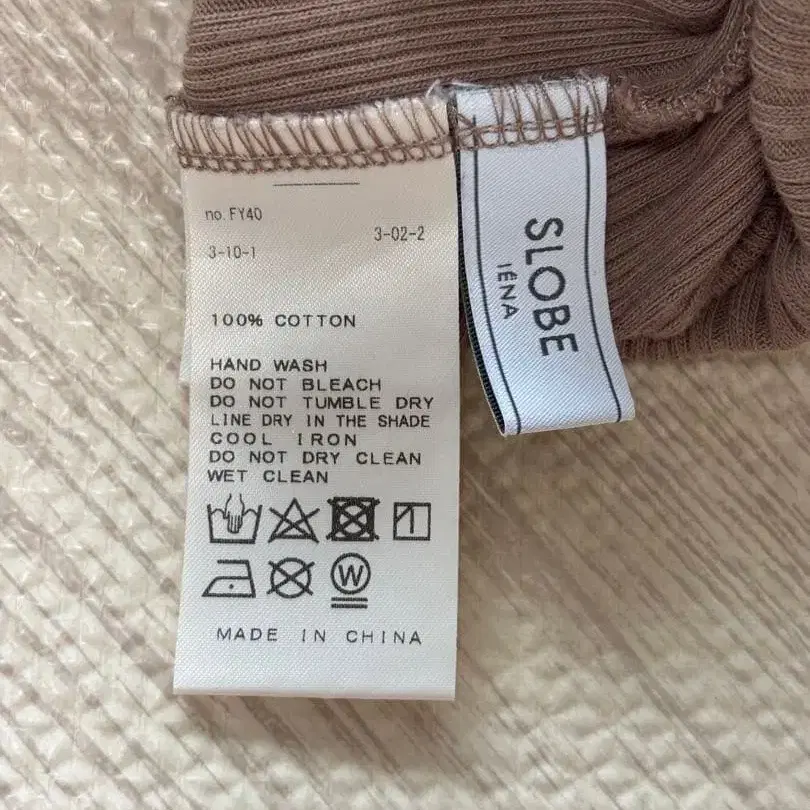 no. FY40
3-02-2
3-10-1
100% COTTON
HAND WASH
DO NOT BLEACH
DO NOT TUMBLE DRY
LINE DRY IN THE SHADE
COOL IRON
DO NOT DRY CLEAN
WET CLEAN
W
MADE IN CHINA
SLOBE
IÉNA